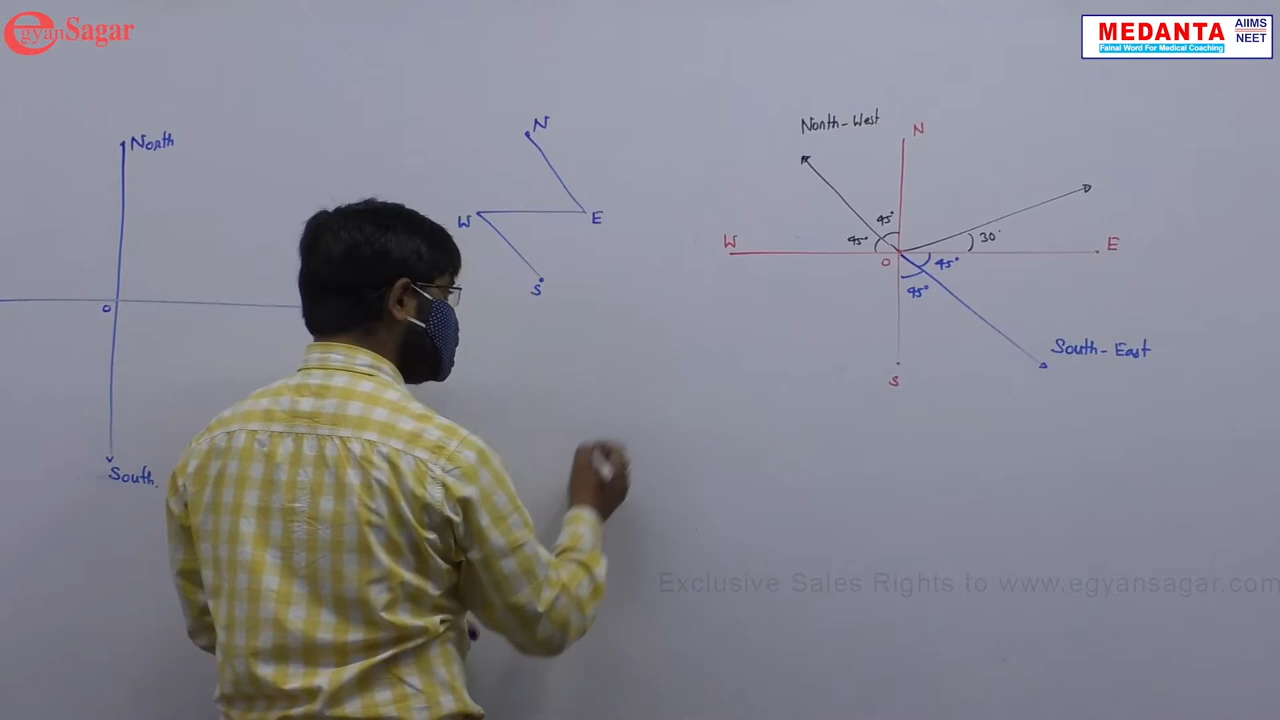 egyanSagar
MEDANTA
AIIMS
NEET
Fainal Word For Medical Coaching
North
O
South.
N
W
E
S
North-West
N
45°
45°
30°
W
E
O
45°
45°
South-East
S
Exclusive Sales Rights to www.egyansagar.com